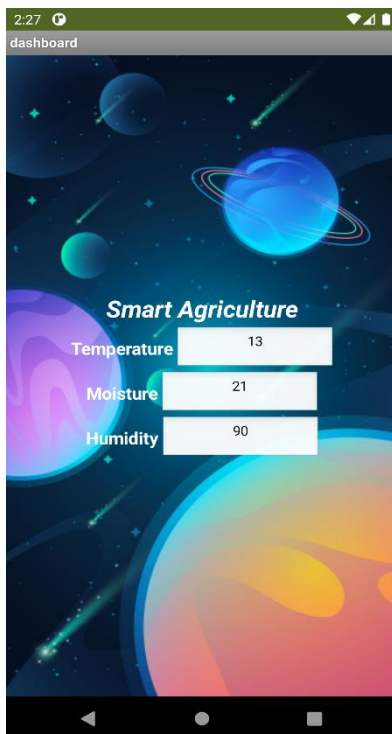 2:27
dashboard
Smart Agriculture
Temperature 13
Moisture 21
Humidity 90